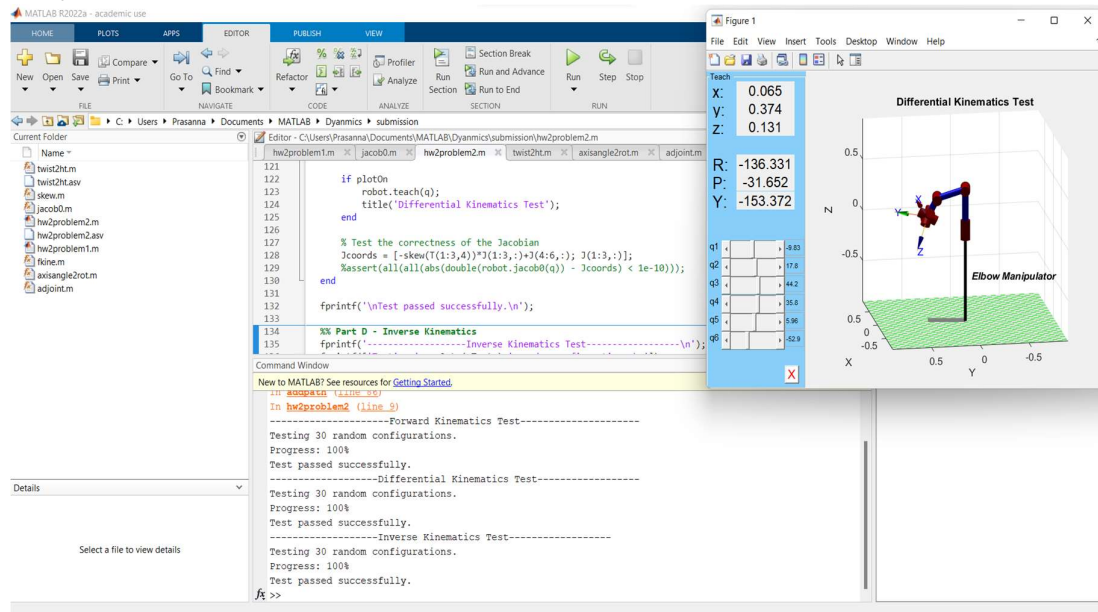 MATLAB R2022a - academic use
HOME PLOTS APPS EDITOR PUBLISH VIEW
New Open Save Compare Print Go To Find Bookmark Refactor Profiler Analyze Run Section Section Break Run and Advance Run to End Run Step Stop
FILE NAVIGATE CODE ANALYZE SECTION RUN
C: Users Prasanna Documents MATLAB Dyanmics submission
Current Folder
Name
twist2ht.m
twist2ht.asv
skew.m
jacob0.m
hw2problem2.m
hw2problem2.asv
hw2problem1.m
fkine.m
axisangle2rot.m
adjoint.m
Details
Select a file to view details
Editor - C:\Users\Prasanna\Documents\MATLAB\Dyanmics\submission\hw2problem2.m
hw2problem1.m jacob0.m hw2problem2.m twist2ht.m axisangle2rot.m adjoint.m
121
122 if plotOn
123 robot.teach(q);
124 title('Differential Kinematics Test');
125 end
126
127 % Test the correctness of the Jacobian
128 Jcoords = [-skew(T(1:3,4))*J(1:3,:)+J(4:6,:); J(1:3,:)];
129 %assert(all(all(abs(double(robot.jacob0(q)) - Jcoords) < 1e-10)));
130 end
131
132 fprintf('\nTest passed successfully.\n');
133
134 %% Part D - Inverse Kinematics
135 fprintf('-------------------Inverse Kinematics Test-----------------\n');
Command Window
New to MATLAB? See resources for Getting Started.
In addpath (line 86)
In hw2problem2 (line 9)
---------------------Forward Kinematics Test---------------------
Testing 30 random configurations.
Progress: 100%
Test passed successfully.
-------------------Differential Kinematics Test------------------
Testing 30 random configurations.
Progress: 100%
Test passed successfully.
-------------------Inverse Kinematics Test------------------
Testing 30 random configurations.
Progress: 100%
Test passed successfully.
fx >>
Figure 1
File Edit View Insert Tools Desktop Window Help
Teach
x: 0.065
y: 0.374
z: 0.131
R: -136.331
P: -31.652
Y: -153.372
q1 -9.83
q2 17.8
q3 44.2
q4 35.8
q5 5.96
q6 -52.9
X
Differential Kinematics Test
0.5
0
-0.5
Z
X
Y
Z
Elbow Manipulator
0.5
0
-0.5
X
0.5 0 -0.5
Y